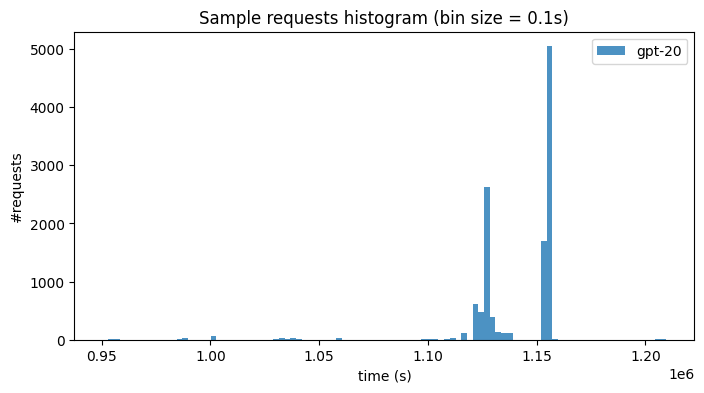 Sample requests histogram (bin size = 0.1s)
gpt-20
#requests
5000
4000
3000
2000
1000
0
0.95 1.00 1.05 1.10 1.15 1.20
1e6
time (s)